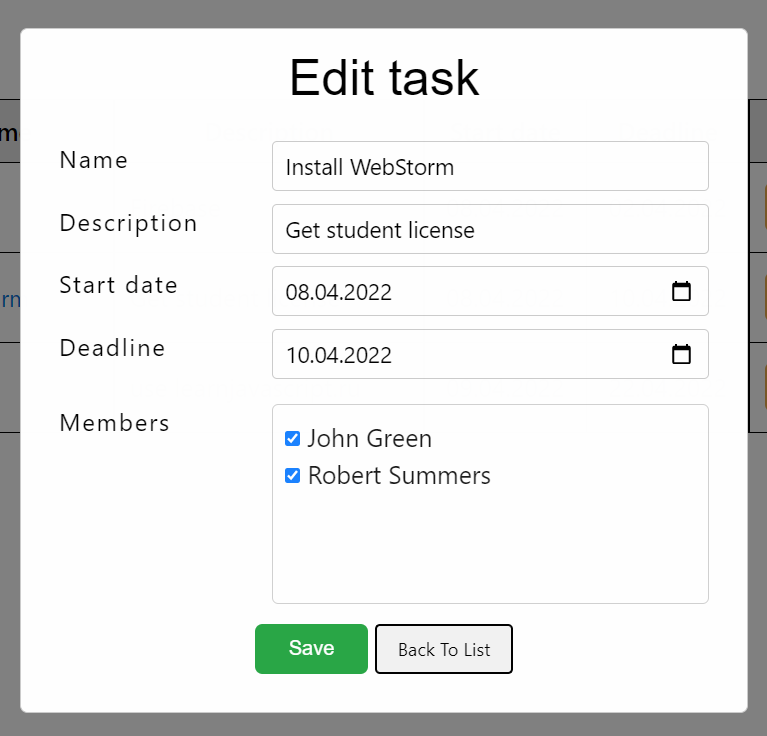 Edit task
Name
Install WebStorm
Description
Get student license
Start date
08.04.2022
Deadline
10.04.2022
Members
John Green
Robert Summers
Save
Back To List